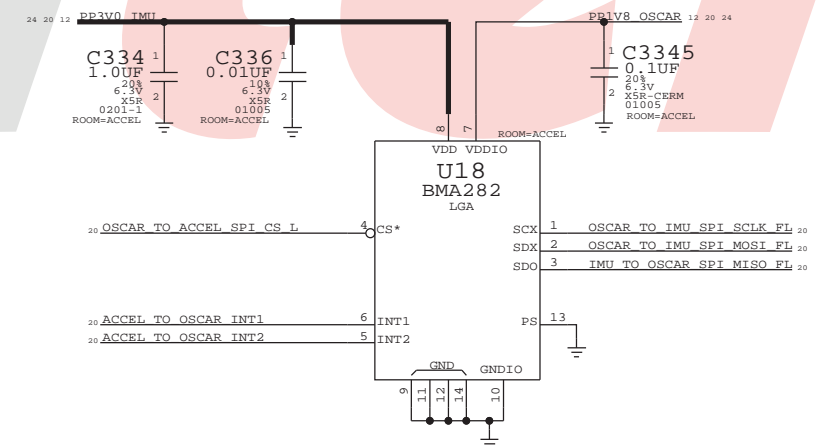 24 20 12 PP3V0_IMU
PP1V8_OSCAR 12 20 24
C334 1
1.0UF
20%
6.3V
X5R 2
0201-1
ROOM=ACCEL
C336 1
0.01UF
10%
6.3V
X5R 2
01005
ROOM=ACCEL
1 C3345
0.1UF
20%
6.3V
2 X5R-CERM
01005
ROOM=ACCEL
8 7
ROOM=ACCEL
VDD VDDIO
U18
BMA282
LGA
20 OSCAR_TO_ACCEL_SPI_CS_L 4 CS*
SCX 1 OSCAR_TO_IMU_SPI_SCLK_FL 20
SDX 2 OSCAR_TO_IMU_SPI_MOSI_FL 20
SDO 3 IMU_TO_OSCAR_SPI_MISO_FL 20
20 ACCEL_TO_OSCAR_INT1 6 INT1
PS 13
20 ACCEL_TO_OSCAR_INT2 5 INT2
GND GNDIO
9 11 12 14 10